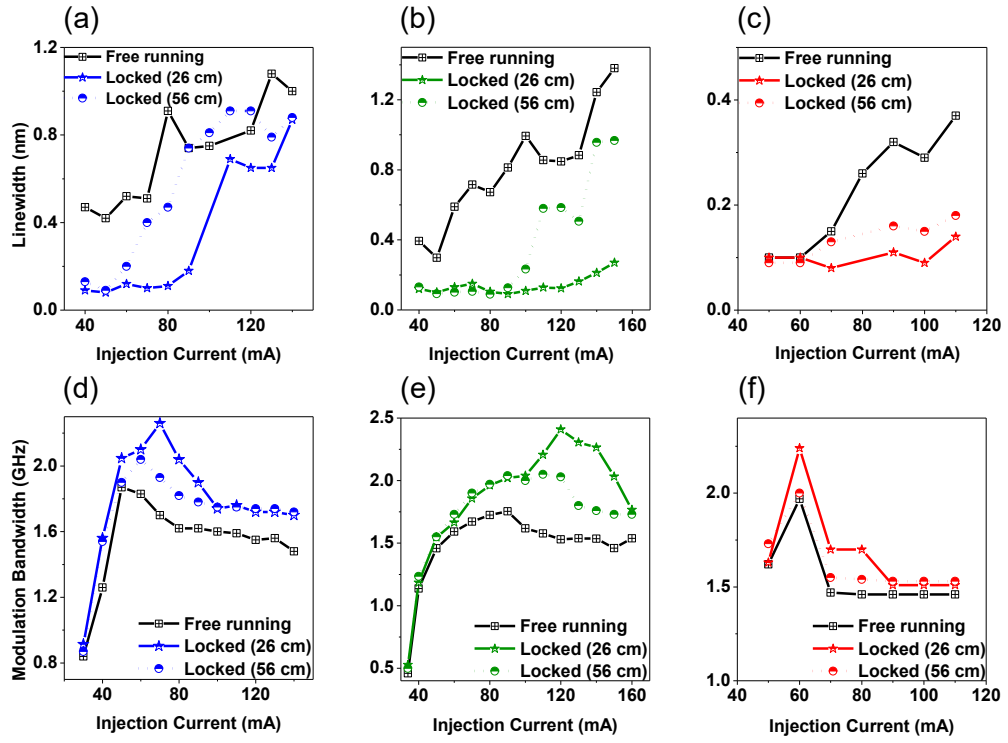 (a)
(b)
(c)
Linewidth (nm)
1.2
0.8
0.4
0.0
Free running
Locked (26 cm)
Locked (56 cm)
40 80 120
Injection Current (mA)
1.2
0.8
0.4
0.0
Free running
Locked (26 cm)
Locked (56 cm)
40 60 80 100 120 140 160
Injection Current (mA)
0.4
0.2
0.0
Free running
Locked (26 cm)
Locked (56 cm)
40 60 80 100 120
Injection Current (mA)
(d)
(e)
(f)
Modulation Bandwidth (GHz)
2.0
1.6
1.2
0.8
Free running
Locked (26 cm)
Locked (56 cm)
40 80 120
Injection Current (mA)
2.5
2.0
1.5
1.0
0.5
Free running
Locked (26 cm)
Locked (56 cm)
40 80 120 160
Injection Current (mA)
2.0
1.5
1.0
Free running
Locked (26 cm)
Locked (56 cm)
40 60 80 100 120
Injection Current (mA)